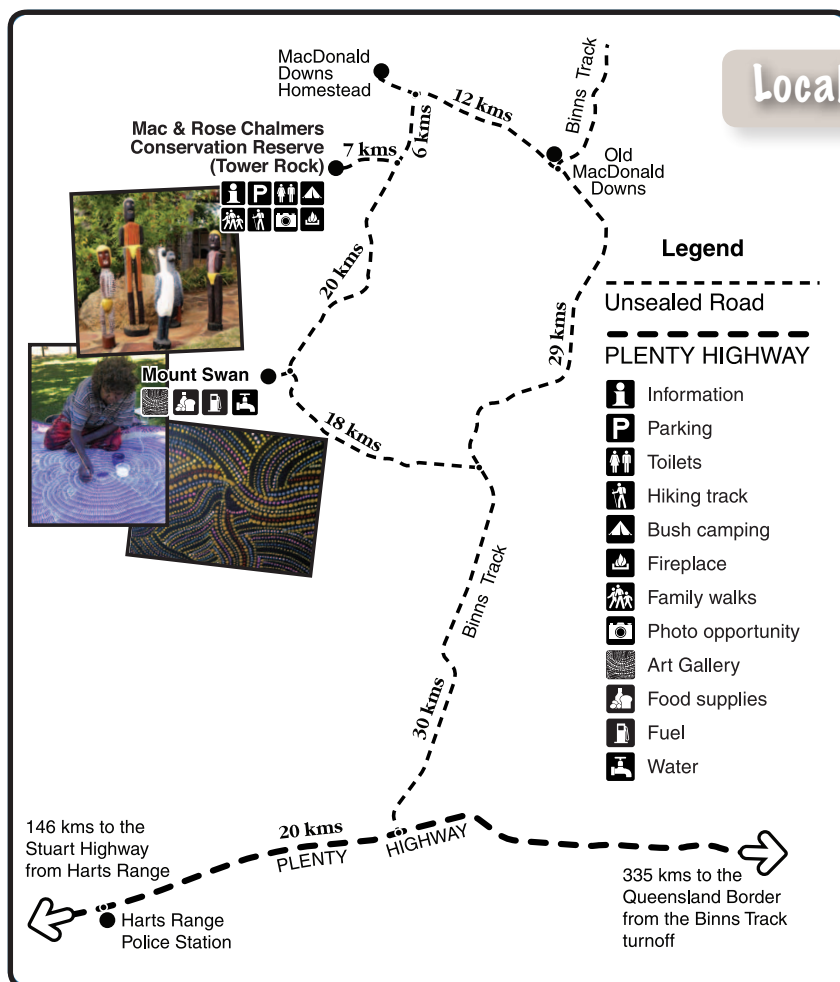 MacDonald
Downs
Homestead
12 kms
Binns Track
Local
Mac & Rose Chalmers
Conservation Reserve
(Tower Rock)
7 kms
6 kms
Old
MacDonald
Downs
20 kms
29 kms
Mount Swan
18 kms
Binns Track
30 kms
Legend
Unsealed Road
PLENTY HIGHWAY
Information
Parking
Toilets
Hiking track
Bush camping
Fireplace
Family walks
Photo opportunity
Art Gallery
Food supplies
Fuel
Water
146 kms to the
Stuart Highway
from Harts Range
20 kms
PLENTY HIGHWAY
Harts Range
Police Station
335 kms to the
Queensland Border
from the Binns Track
turnoff